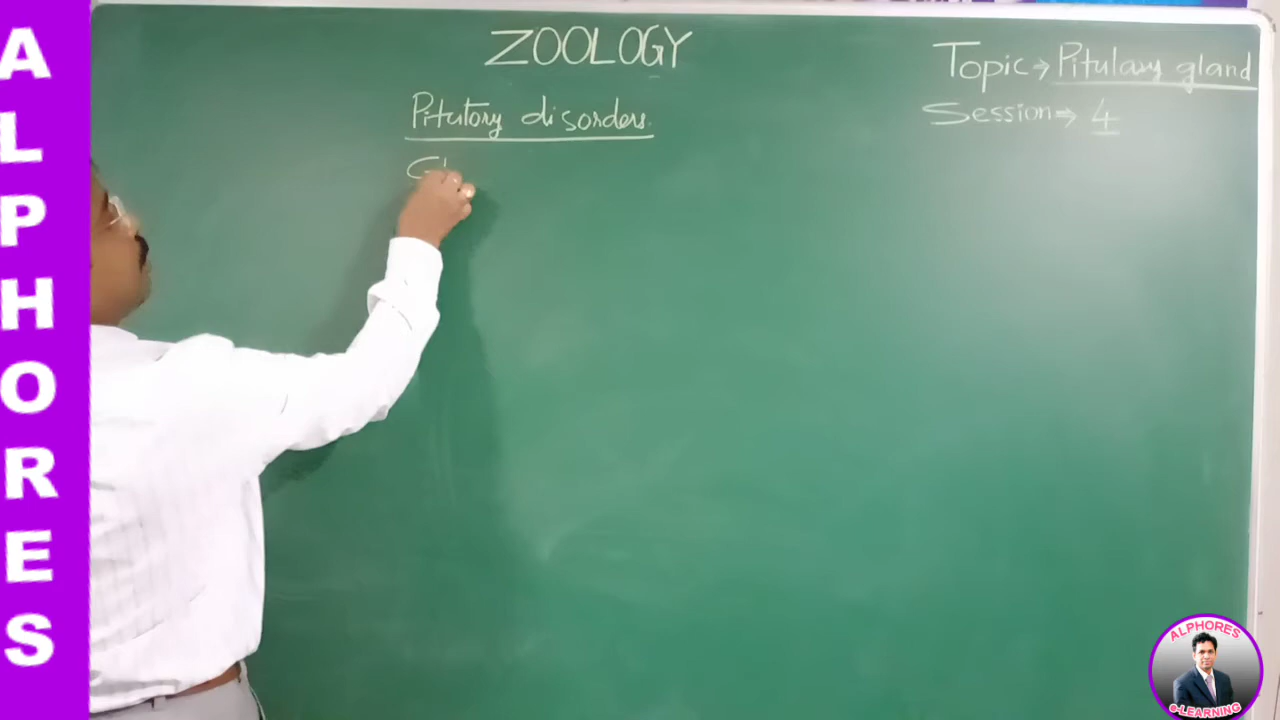 ALPHORES
ZOOLOGY
Topic → Pitulary gland
Session → 4
Pitutory disorders
ALPHORES
e-LEARNING